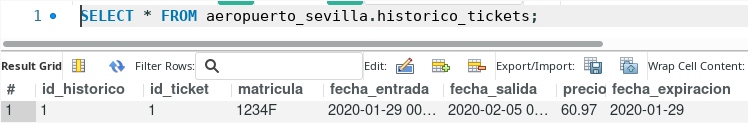 1 SELECT * FROM aeropuerto_sevilla.historico_tickets;
Result Grid Filter Rows: Edit: Export/Import: Wrap Cell Content:
# id_historico id_ticket matricula fecha_entrada fecha_salida precio fecha_expiracion
1 1 1 1234F 2020-01-29 00... 2020-02-05 0... 60.97 2020-01-29